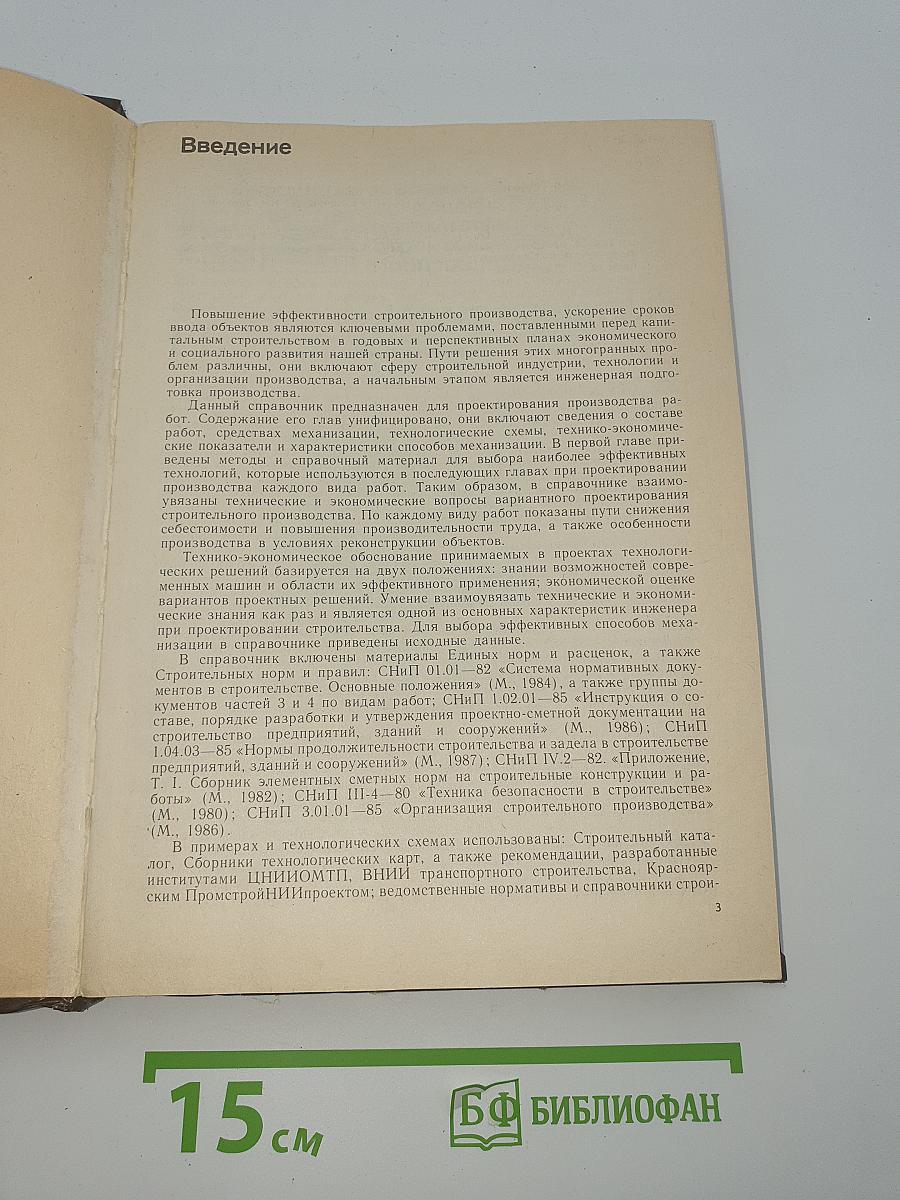 Введение
Повышение эффективности строительного производства, ускорение сроков
ввода объектов являются ключевыми проблемами, поставленными перед капи-
тальным строительством в годовых и перспективных планах экономического
и социального развития нашей страны. Пути решения этих многогранных про-
блем различны, они включают сферу строительной индустрии, технологии и
организации производства, а начальным этапом является инженерная подго-
товка производства.
Данный справочник предназначен для проектирования производства ра-
бот. Содержание его глав унифицировано, они включают сведения о составе
работ, средствах механизации, технологические схемы, технико-экономиче-
ские показатели и характеристики способов механизации. В первой главе при-
ведены методы и справочный материал для выбора наиболее эффективных
технологий, которые используются в последующих главах при проектировании
производства каждого вида работ. Таким образом, в справочнике взаимо-
увязаны технические и экономические вопросы вариантного проектирования
строительного производства. По каждому виду работ показаны пути снижения
себестоимости и повышения производительности труда, а также особенности
производства в условиях реконструкции объектов.
Технико-экономическое обоснование принимаемых в проектах технологи-
ческих решений базируется на двух положениях: знании возможностей совре-
менных машин и области их эффективного применения; экономической оценке
вариантов проектных решений. Умение взаимоувязать технические и экономи-
ческие знания как раз и является одной из основных характеристик инженера
при проектировании строительства. Для выбора эффективных способов меха-
низации в справочнике приведены исходные данные.
В справочник включены материалы Единых норм и расценок, а также
Строительных норм и правил: СНиП 01.01—82 «Система нормативных доку-
ментов в строительстве. Основные положения» (М., 1984), а также группы до-
кументов частей 3 и 4 по видам работ; СНиП 1.02.01—85 «Инструкция о со-
ставе, порядке разработки и утверждения проектно-сметной документации на
строительство предприятий, зданий и сооружений» (М., 1986); СНиП
1.04.03—85 «Нормы продолжительности строительства и задела в строительстве
предприятий, зданий и сооружений» (М., 1987); СНиП IV.2—82. «Приложение,
Т. I. Сборник элементных сметных норм на строительные конструкции и ра-
боты» (М., 1982); СНиП III-4—80 «Техника безопасности в строительстве»
(М., 1980); СНиП 3.01.01—85 «Организация строительного производства»
(М., 1986).
В примерах и технологических схемах использованы: Строительный ката-
лог, Сборники технологических карт, а также рекомендации, разработанные
институтами ЦНИИОМТП, ВНИИ транспортного строительства, Краснояр-
ским ПромстройНИИпроектом; ведомственные нормативы и справочники строи-
3
15 см
БФ БИБЛИОФАН